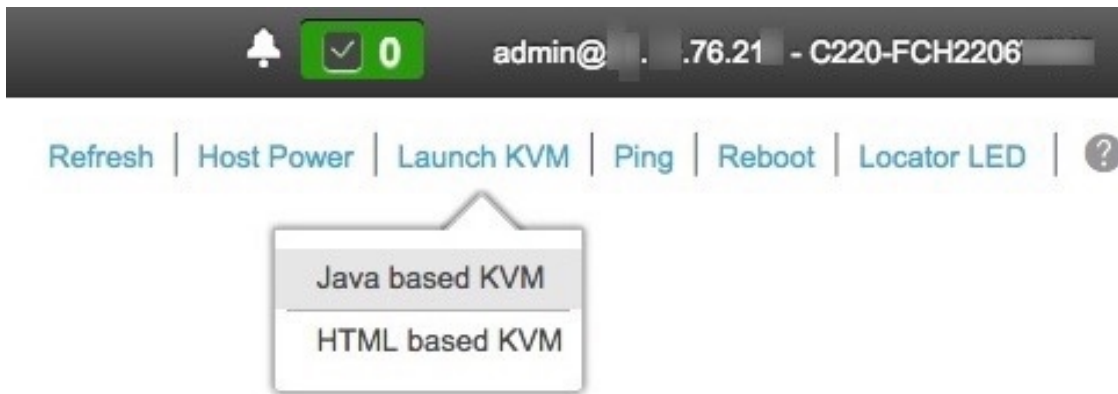 0 admin@ . .76.21 - C220-FCH2206
Refresh | Host Power | Launch KVM | Ping | Reboot | Locator LED | ?
Java based KVM
HTML based KVM